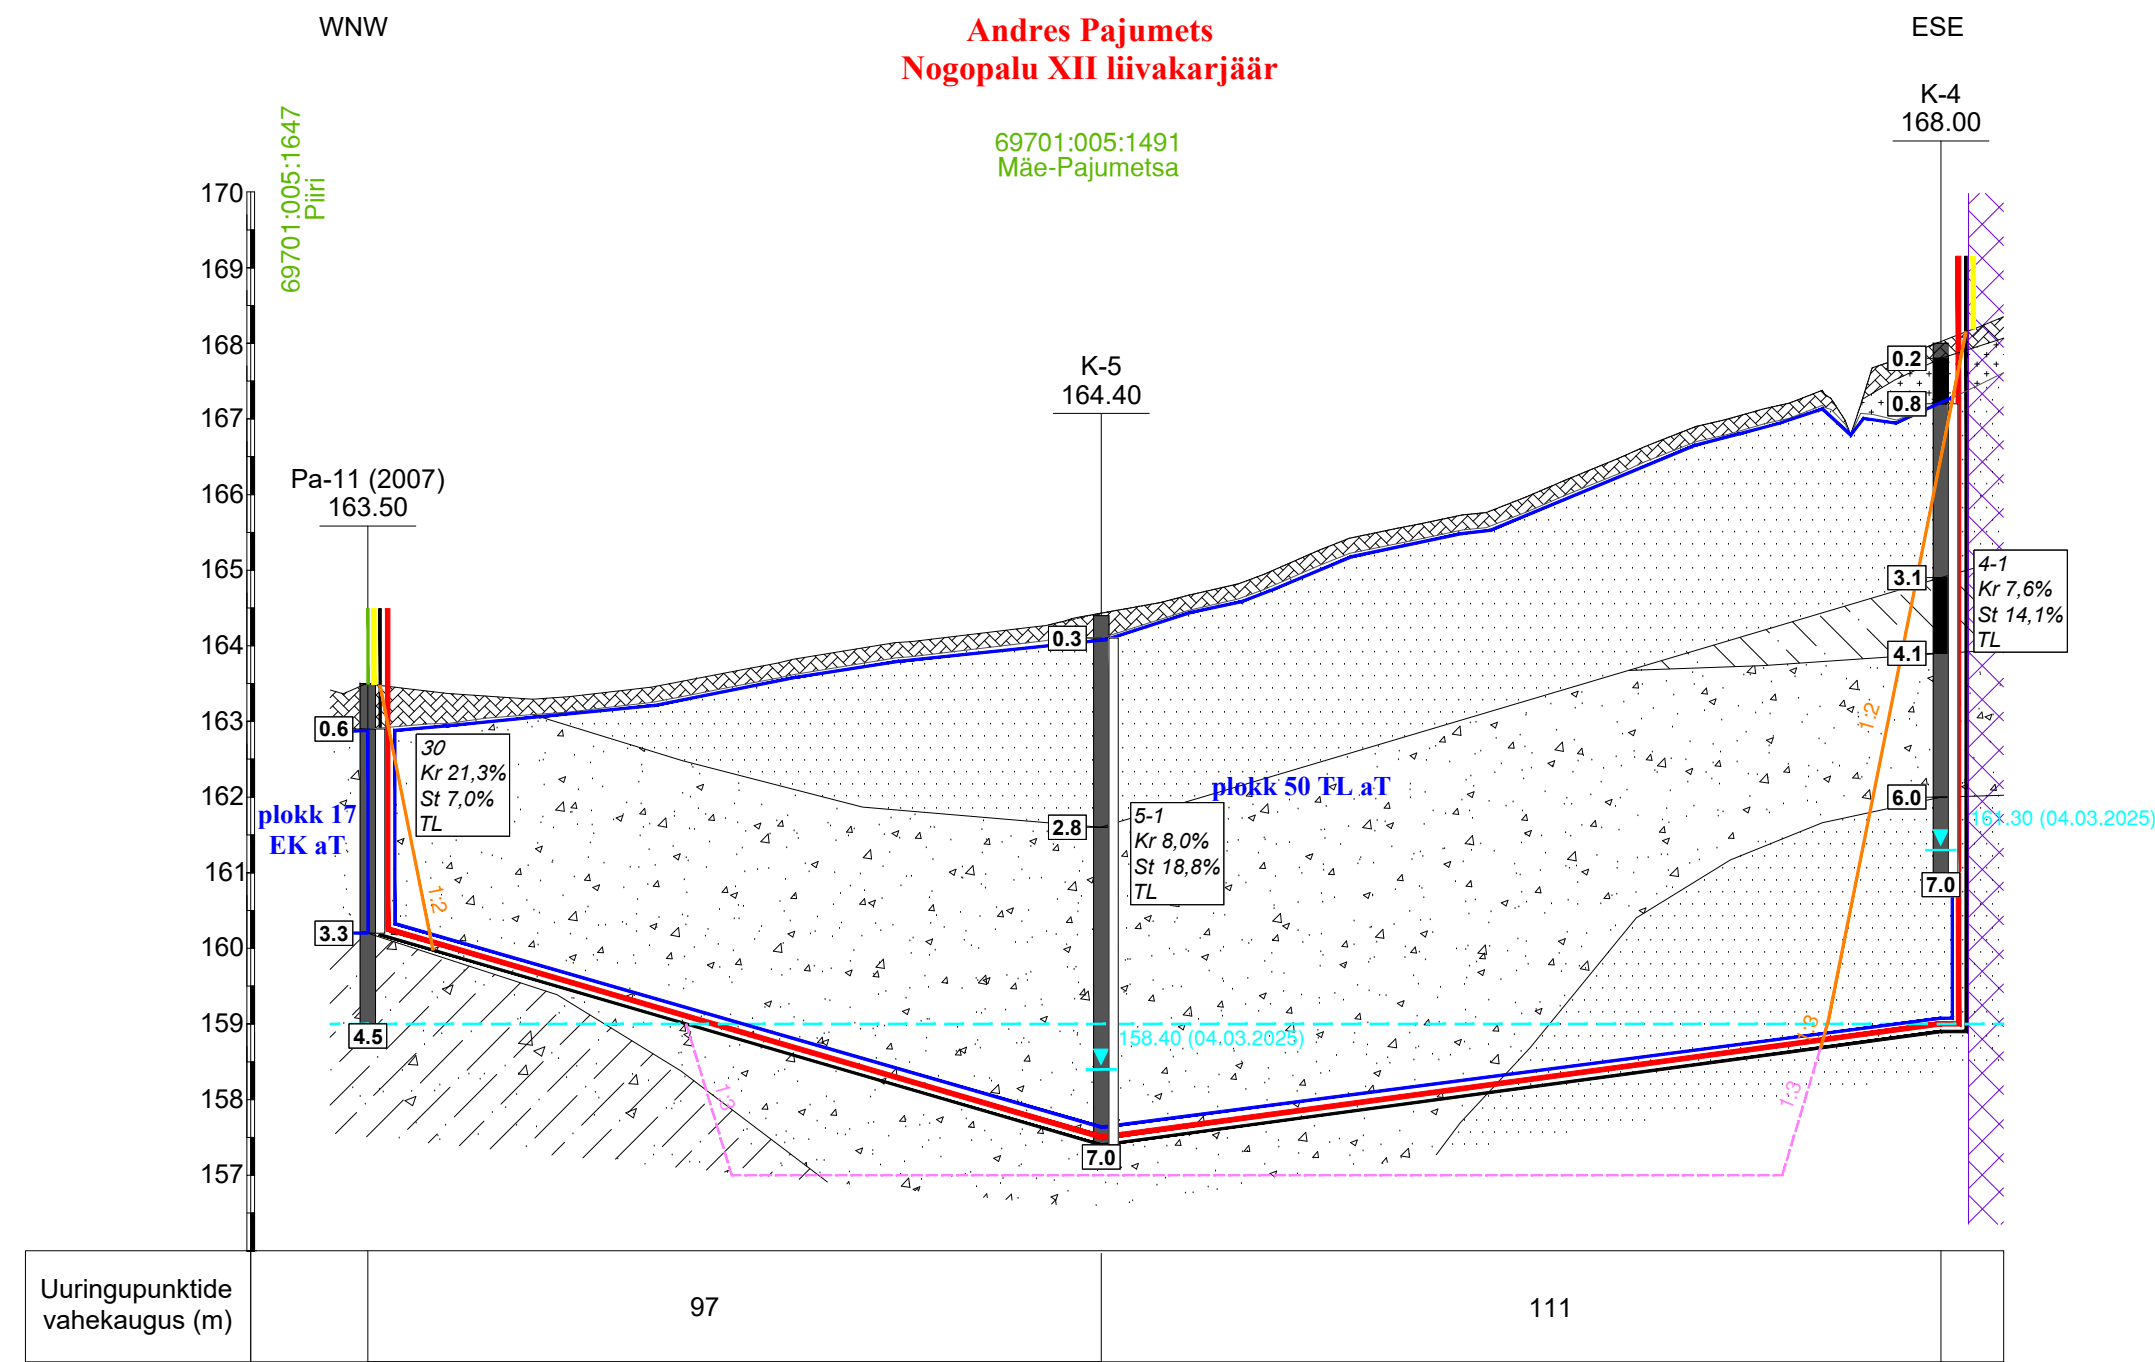 WNW
Andres Pajumets
Nogopalu XII liivakarjäär
ESE
K-4
168.00
69701:005:1647
Piiri
69701:005:1491
Mäe-Pajumetsa
170
169
168
167
166
165
164
163
162
161
160
159
158
157
K-5
164.40
Pa-11 (2007)
163.50
0.2
0.8
3.1
4.1
6.0
7.0
0.3
2.8
7.0
0.6
3.3
4.5
4-1
Kr 7,6%
St 14,1%
TL
30
Kr 21,3%
St 7,0%
TL
5-1
Kr 8,0%
St 18,8%
TL
plokk 17
EK aT
plokk 50 TL aT
161.30 (04.03.2025)
158.40 (04.03.2025)
1:2
1:2
1:3
1:3
1:3
Uuringupunktide
vahekaugus (m)
97
111